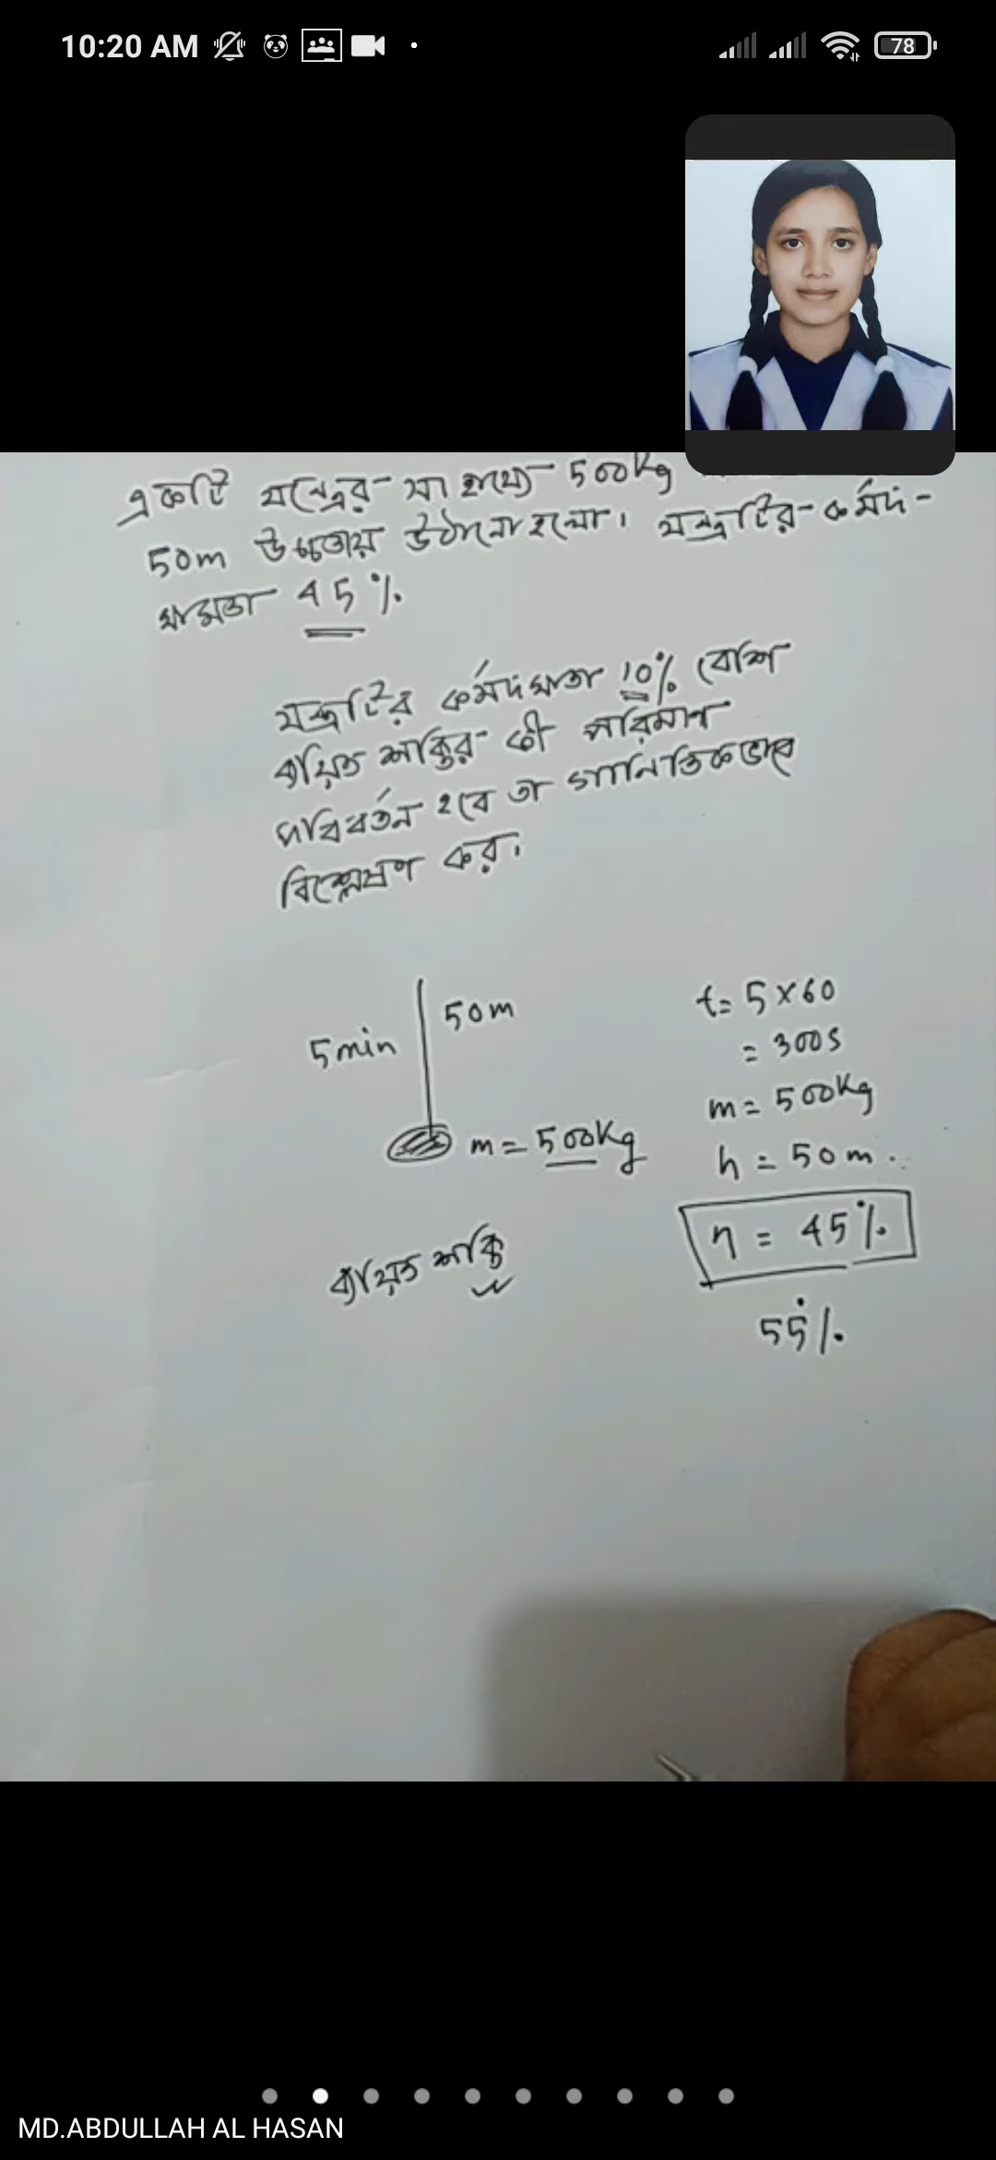 10:20 AM
78
একটি যন্ত্রের সাহায্যে 500kg
50m উচ্চতায় উঠানো হলো। যন্ত্রটির কর্মদ-
ক্ষমতা 45%.
যন্ত্রটির কর্মদক্ষতা 10% বেশি
ব্যয়িত শক্তির কী পরিমাণ
পরিবর্তন হবে তা গাণিতিকভাবে
বিশ্লেষণ কর।
5min
50m
m = 500kg
ব্যয়িত শক্তি
t = 5×60
= 300s
m = 500kg
h = 50m.
η = 45%.
55%.
MD.ABDULLAH AL HASAN